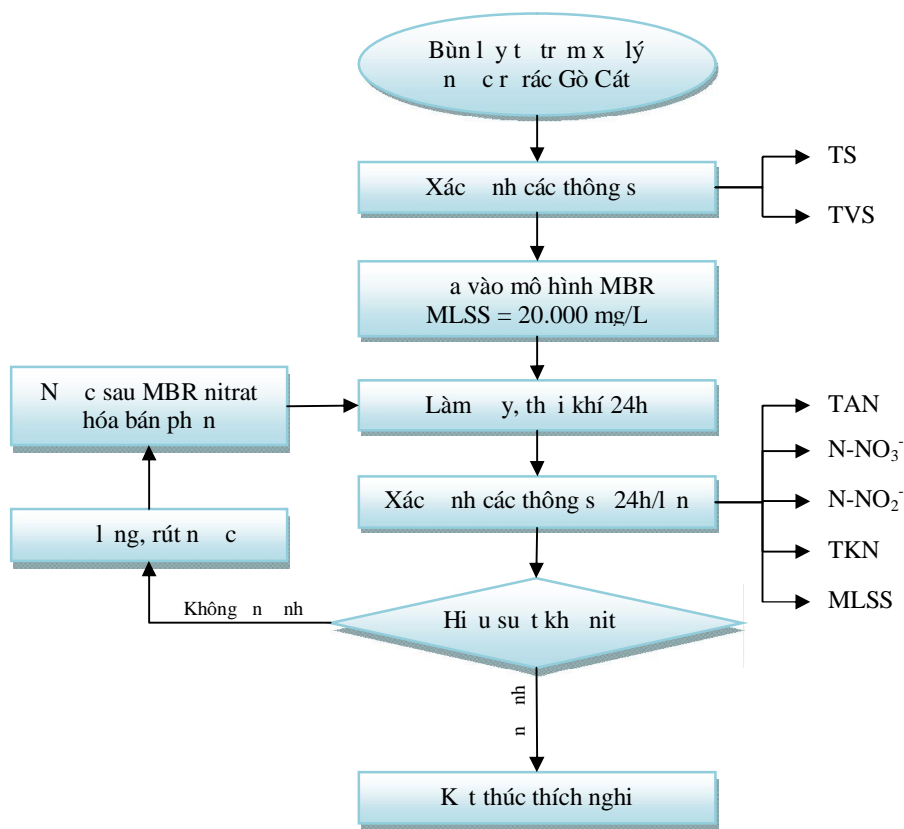 Bùn l y t tr m x lý
n c r rác Gò Cát
Xác nh các thông s
TS
TVS
a vào mô hình MBR
MLSS = 20.000 mg/L
N c sau MBR nitrat
hóa bán ph n
Làm y, th i khí 24h
TAN
N-NO₃⁻
N-NO₂⁻
TKN
MLSS
Xác nh các thông s 24h/l n
l ng, rút n c
Không n nh
Hi u su t kh nit
n nh
K t thúc thích nghi